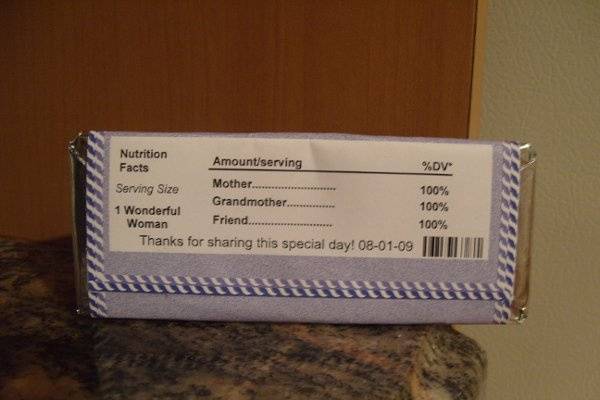 Nutrition Facts
Serving Size
1 Wonderful Woman
Amount/serving %DV*
Mother.............................. 100%
Grandmother................. 100%
Friend.............................. 100%
Thanks for sharing this special day! 08-01-09